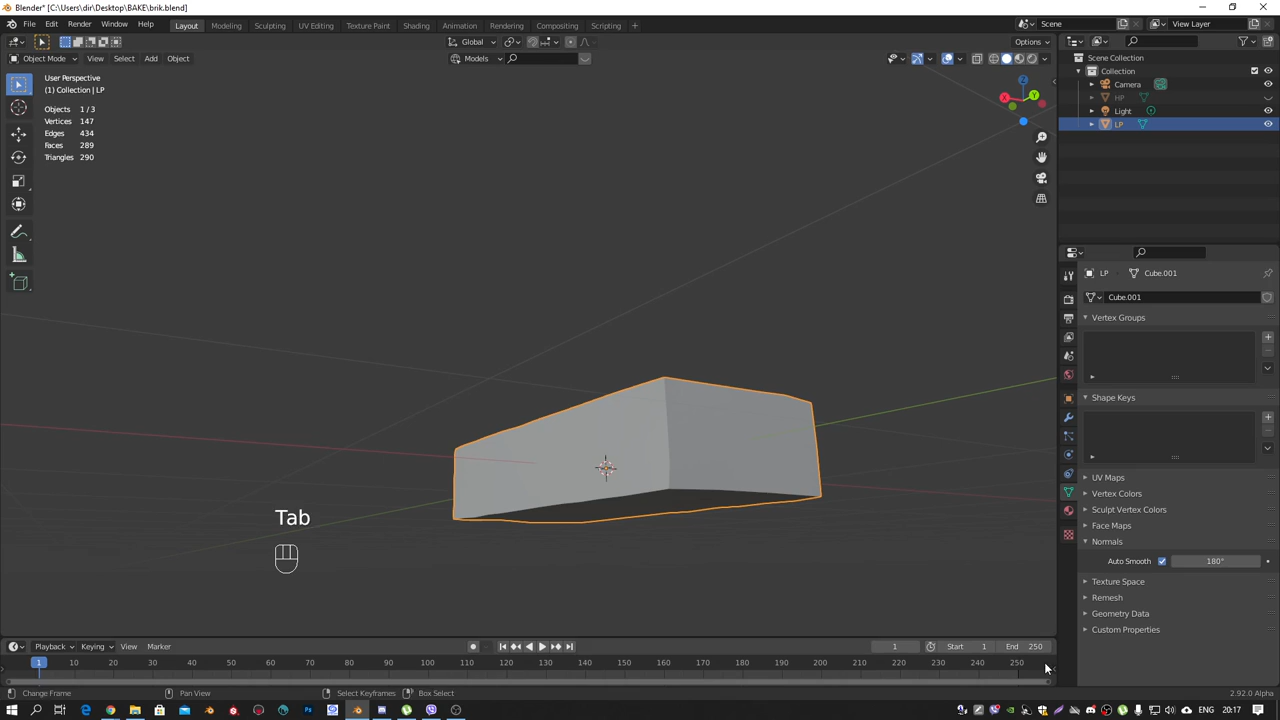 Blender* [C:\Users\dir\Desktop\BAKE\brik.blend]
File Edit Render Window Help Layout Modeling Sculpting UV Editing Texture Paint Shading Animation Rendering Compositing Scripting Scene View Layer
Global Options
Object Mode View Select Add Object Models
User Perspective
(1) Collection | LP
Objects 1 / 3
Vertices 147
Edges 434
Faces 289
Triangles 290
X Y Z
Scene Collection
Collection
Camera
HP
Light
LP
LP Cube.001
Cube.001
Vertex Groups
Shape Keys
UV Maps
Vertex Colors
Sculpt Vertex Colors
Face Maps
Normals
Auto Smooth 180°
Texture Space
Remesh
Geometry Data
Custom Properties
Tab
Playback Keying View Marker 1 Start 1 End 250
1 10 20 30 40 50 60 70 80 90 100 110 120 130 140 150 160 170 180 190 200 210 220 230 240 250
Change Frame Pan View Select Keyframes Box Select 2.92.0 Alpha
ENG 20:17